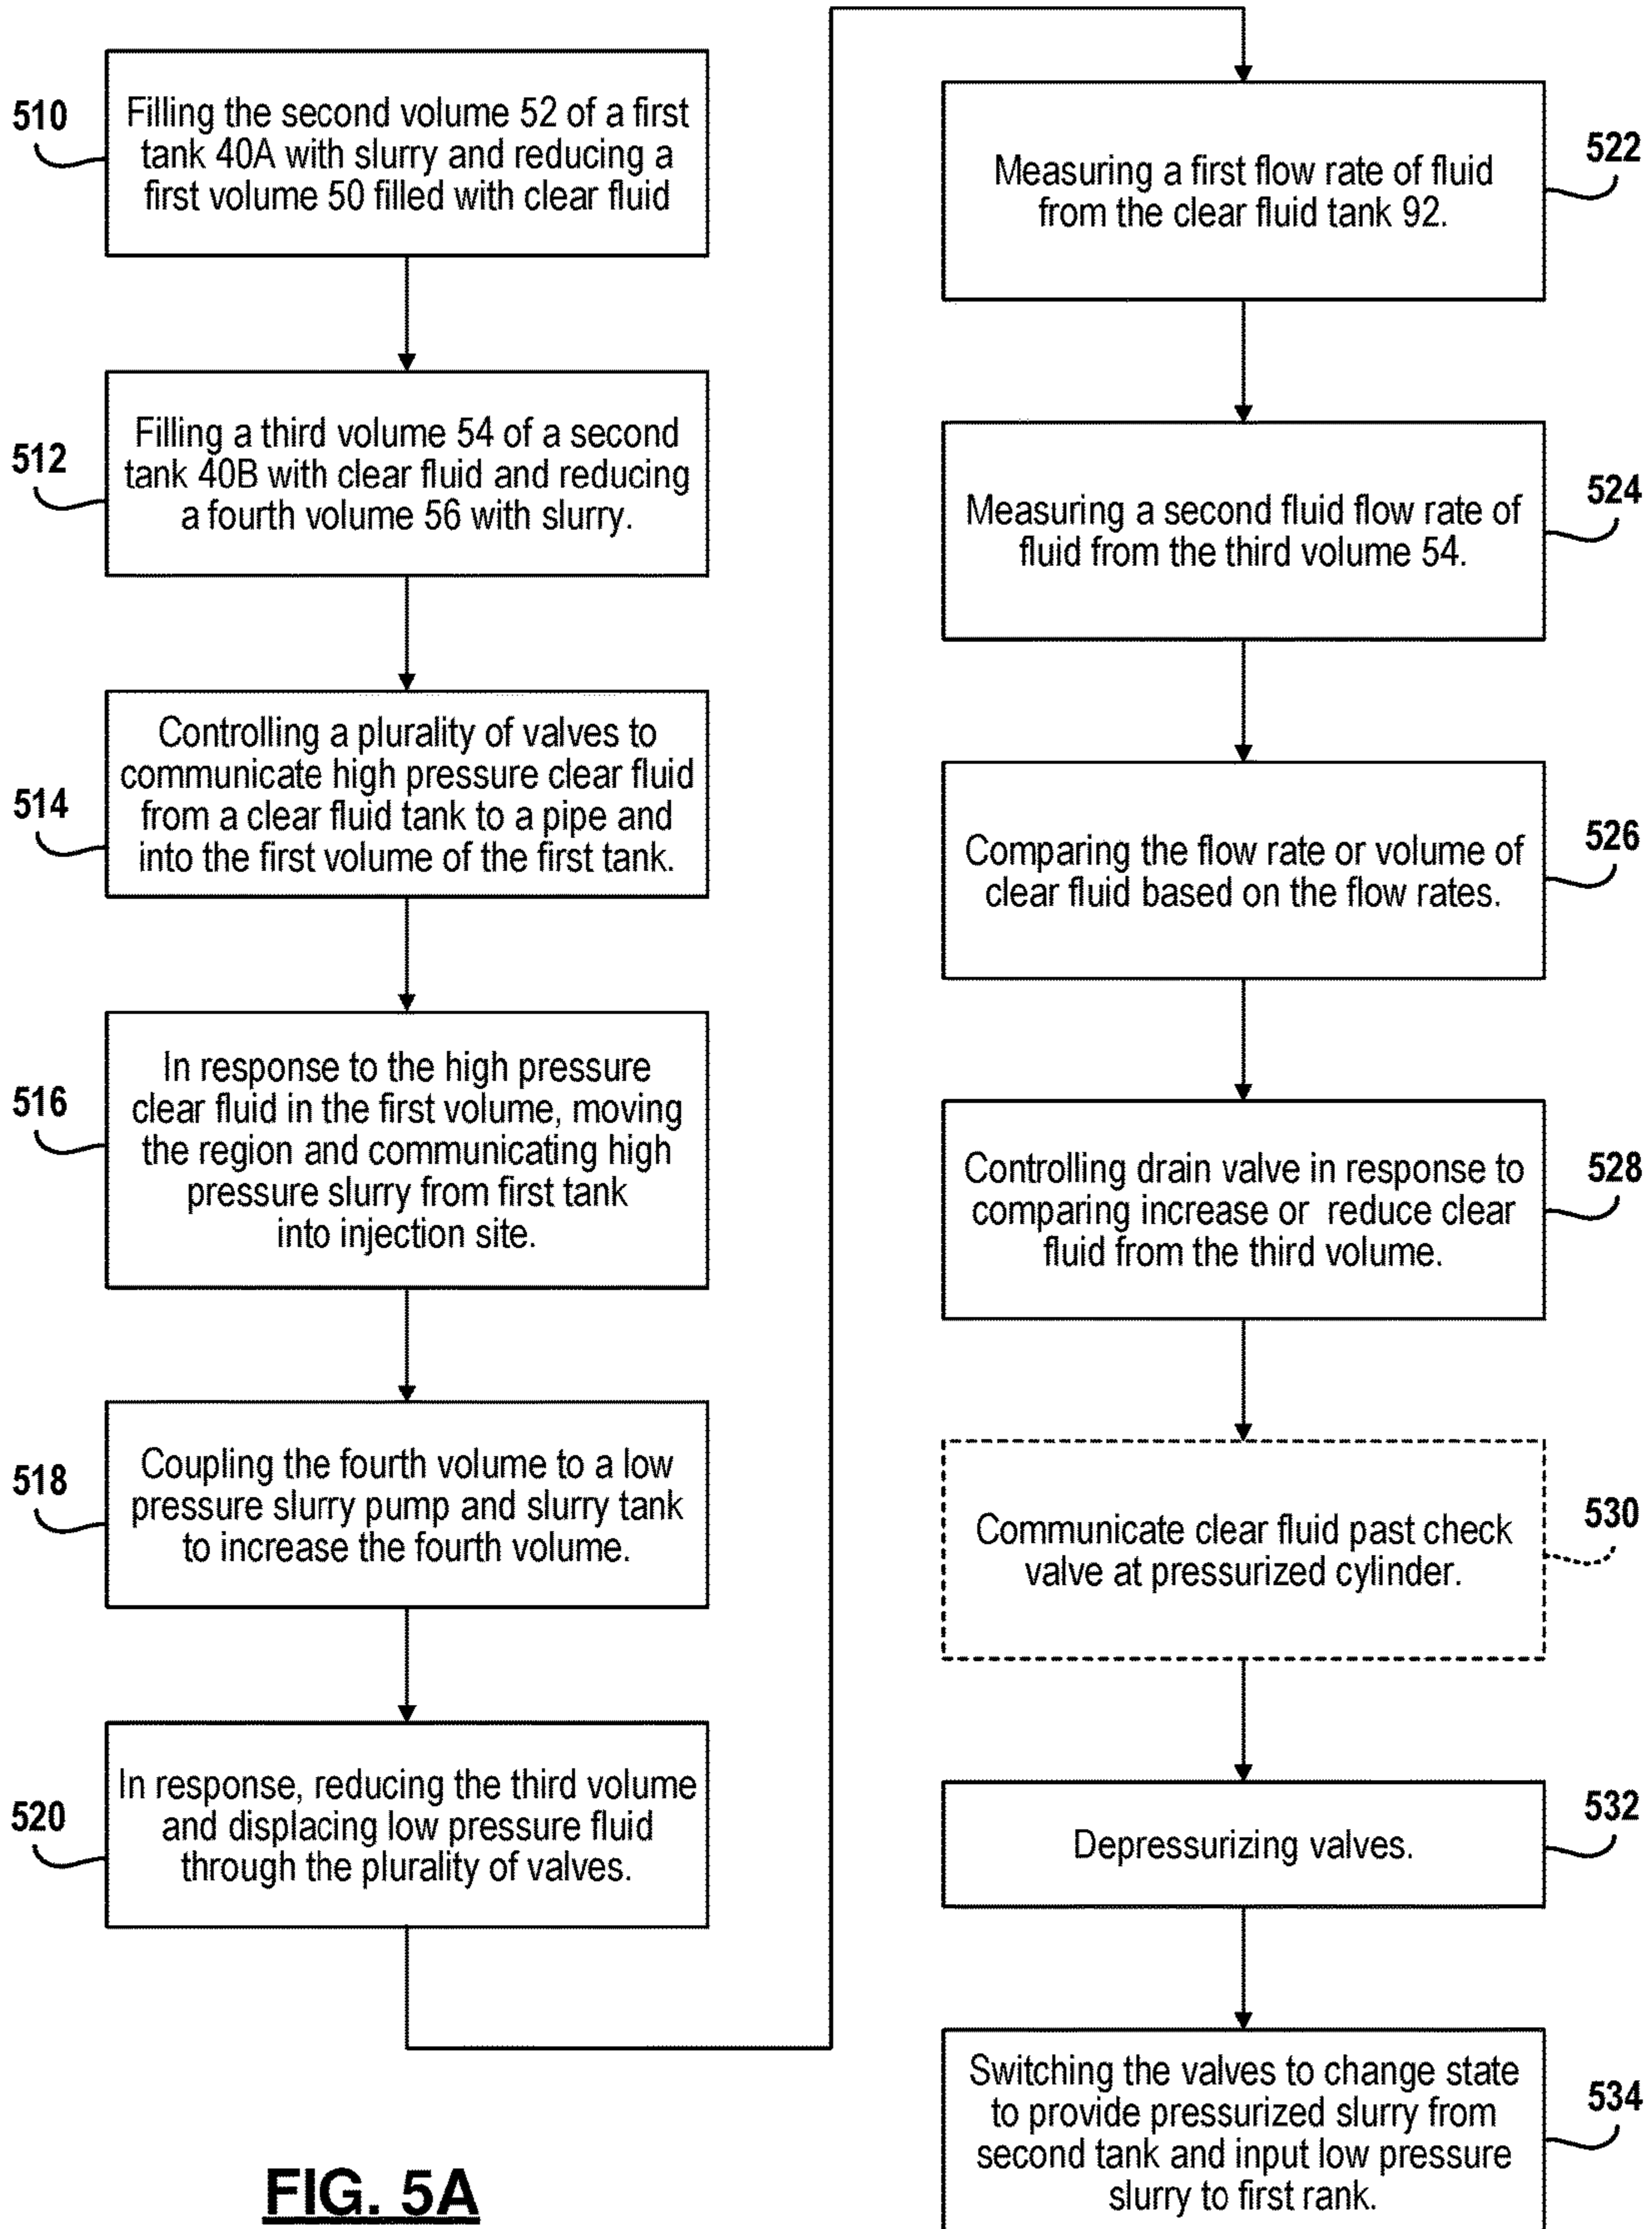 510
Filling the second volume 52 of a first
tank 40A with slurry and reducing a
first volume 50 filled with clear fluid
512
Filling a third volume 54 of a second
tank 40B with clear fluid and reducing
a fourth volume 56 with slurry.
514
Controlling a plurality of valves to
communicate high pressure clear fluid
from a clear fluid tank to a pipe and
into the first volume of the first tank.
516
In response to the high pressure
clear fluid in the first volume, moving
the region and communicating high
pressure slurry from first tank
into injection site.
518
Coupling the fourth volume to a low
pressure slurry pump and slurry tank
to increase the fourth volume.
520
In response, reducing the third volume
and displacing low pressure fluid
through the plurality of valves.
522
Measuring a first flow rate of fluid
from the clear fluid tank 92.
524
Measuring a second fluid flow rate of
fluid from the third volume 54.
526
Comparing the flow rate or volume of
clear fluid based on the flow rates.
528
Controlling drain valve in response to
comparing increase or reduce clear
fluid from the third volume.
530
Communicate clear fluid past check
valve at pressurized cylinder.
532
Depressurizing valves.
534
Switching the valves to change state
to provide pressurized slurry from
second tank and input low pressure
slurry to first rank.
FIG. 5A